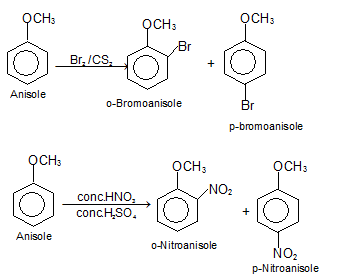 OCH₃ OCH₃ OCH₃
Br₂ /CS₂ Br +
Anisole Br
o-Bromoanisole
p-bromoanisole
OCH₃ OCH₃ OCH₃
conc.HNO₃ NO₂
conc.H₂SO₄ +
Anisole o-Nitroanisole NO₂
p-Nitroanisole